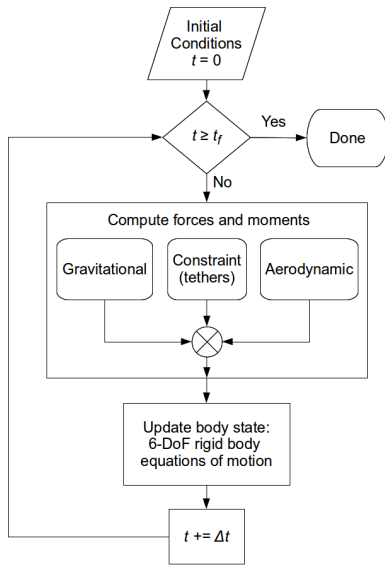 Initial
Conditions
t = 0
t ≥ t_f
Yes
Done
No
Compute forces and moments
Gravitational
Constraint
(tethers)
Aerodynamic
Update body state:
6-DoF rigid body
equations of motion
t += Δt